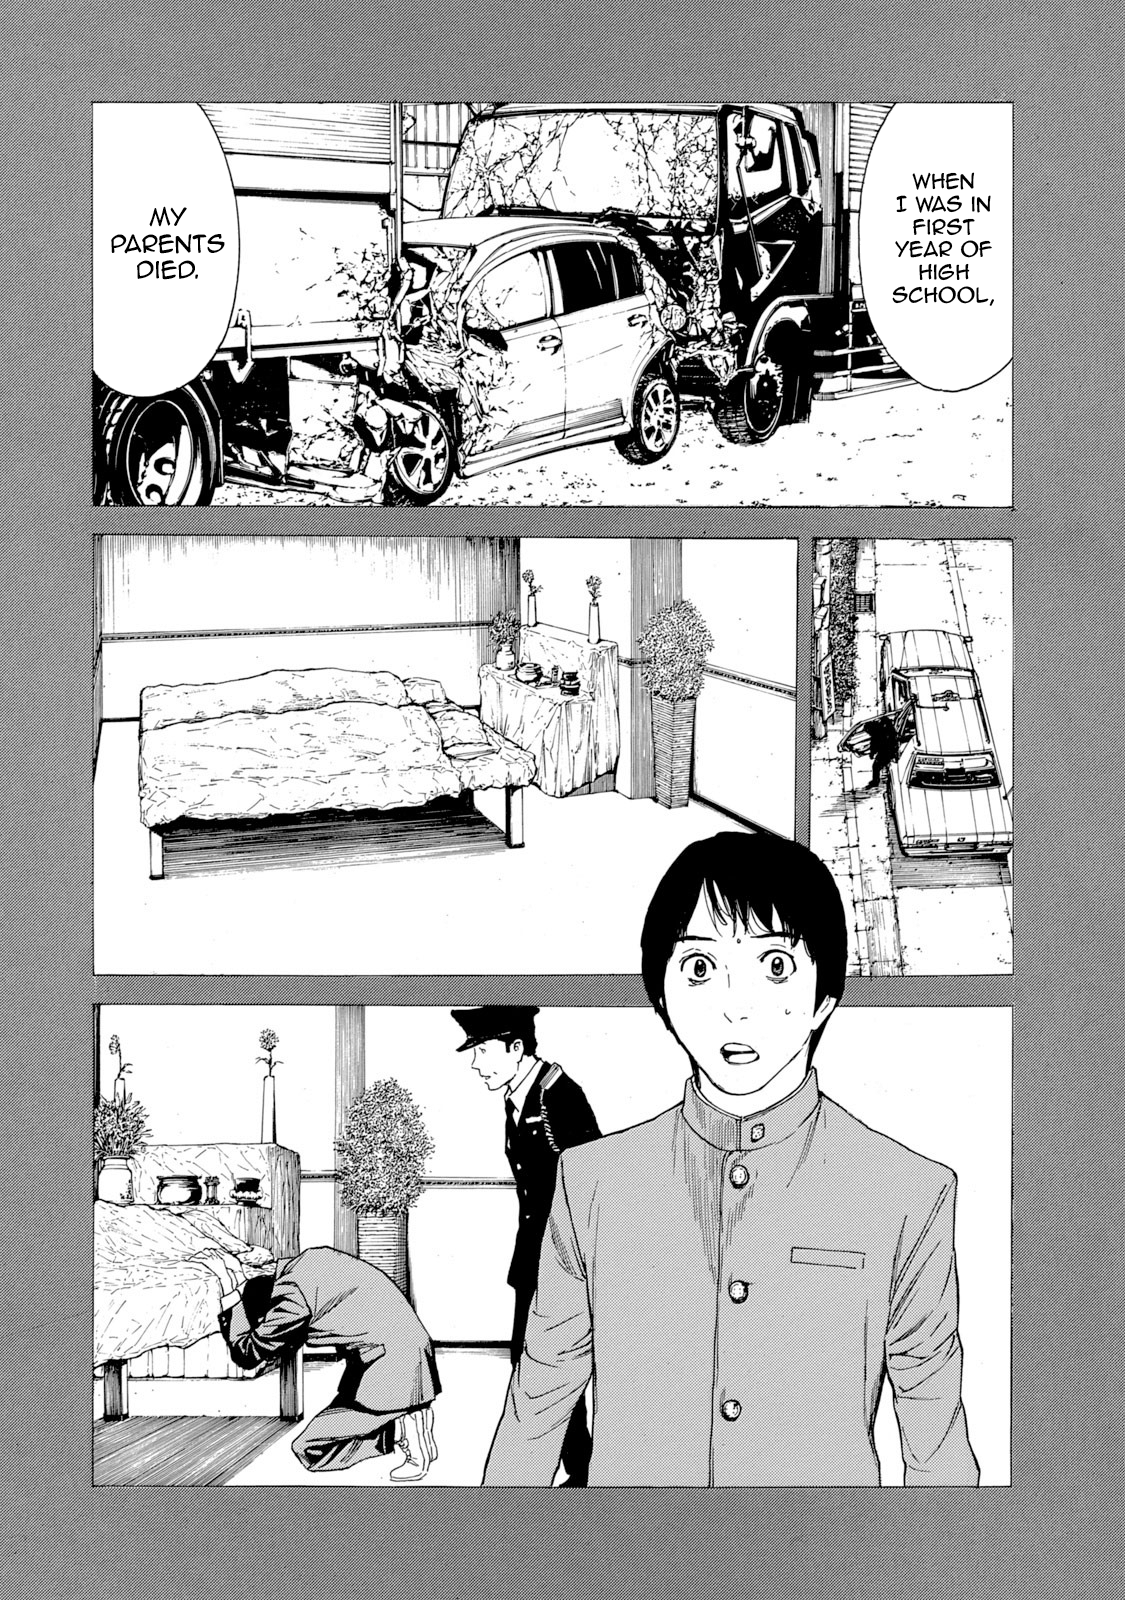 WHEN
I WAS IN
FIRST
YEAR OF
HIGH
SCHOOL,
MY
PARENTS
DIED.